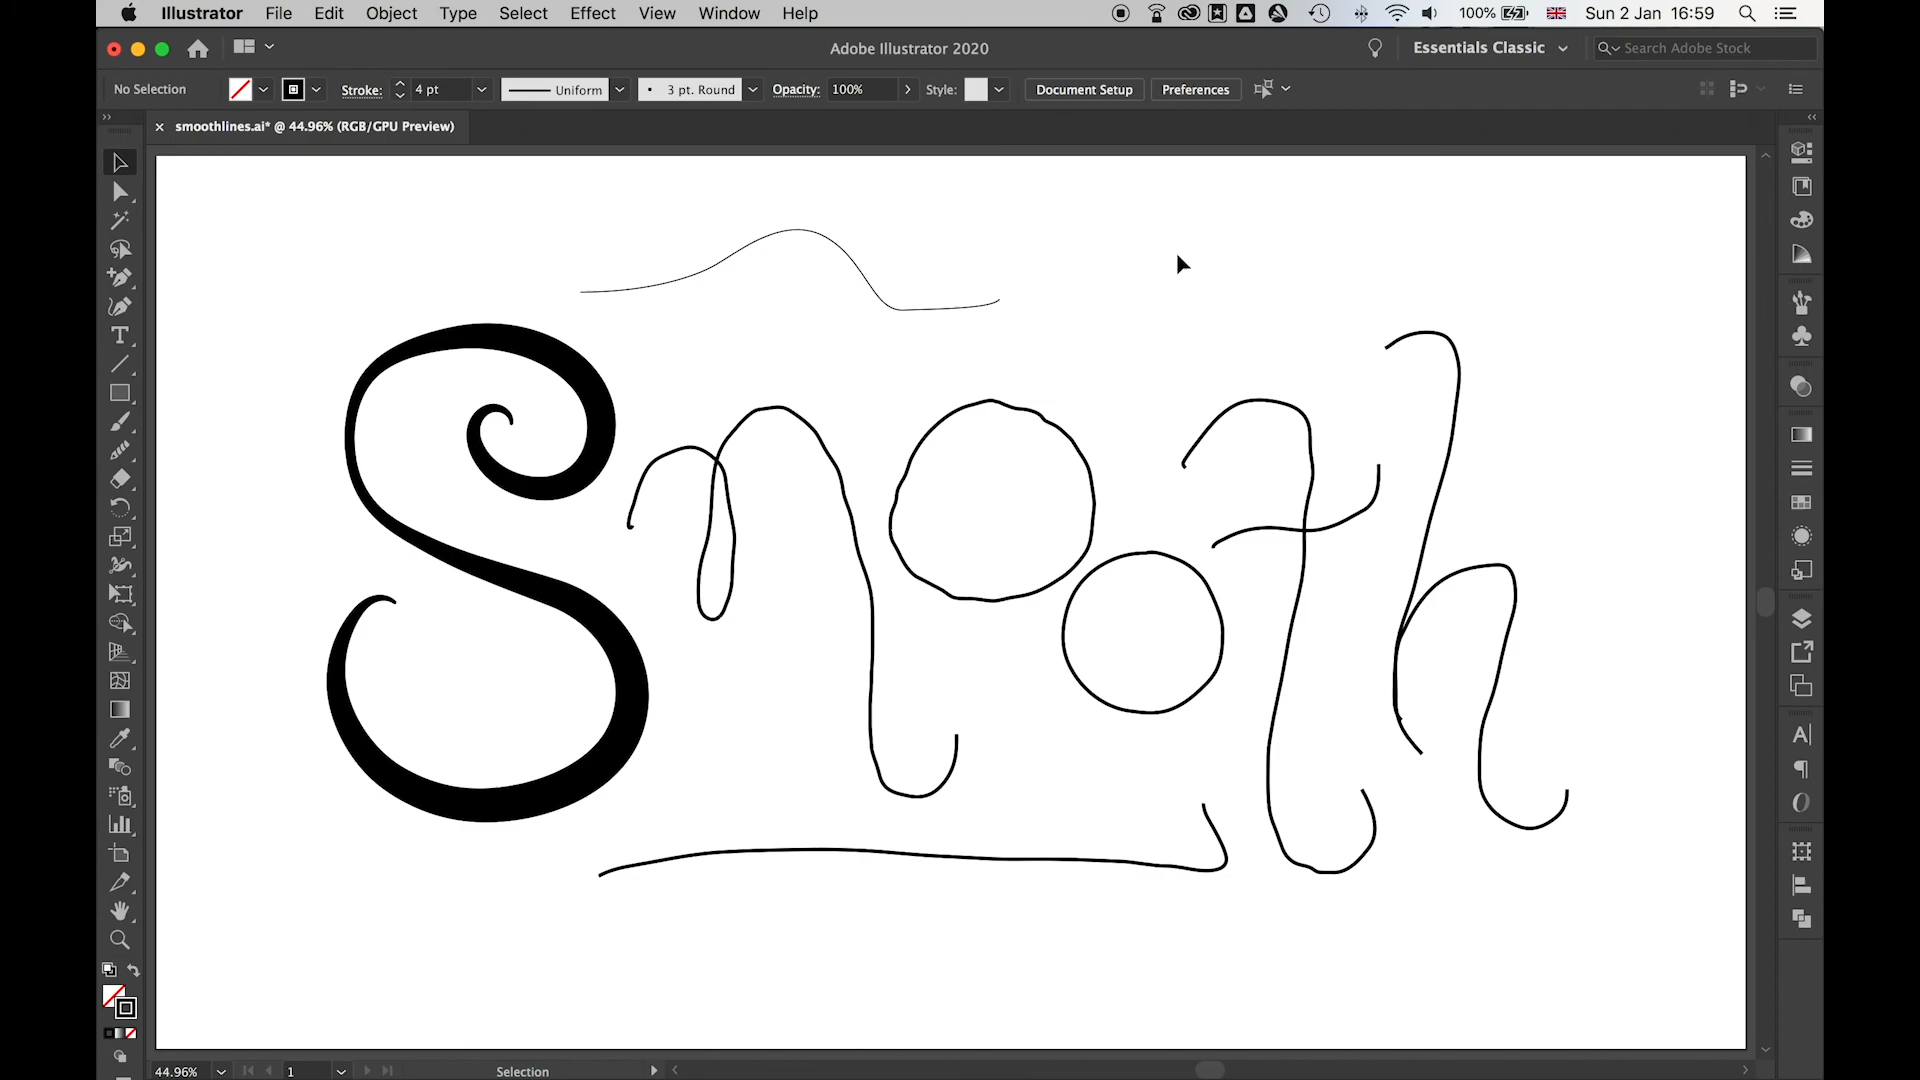 Illustrator File Edit Object Type Select Effect View Window Help 100% Sun 2 Jan 16:59
Adobe Illustrator 2020 Essentials Classic Search Adobe Stock
No Selection Stroke: 4 pt Uniform 3 pt. Round Opacity: 100% Style: Document Setup Preferences
smoothlines.ai* @ 44.96% (RGB/GPU Preview)
Smooth
44.96% 1 Selection